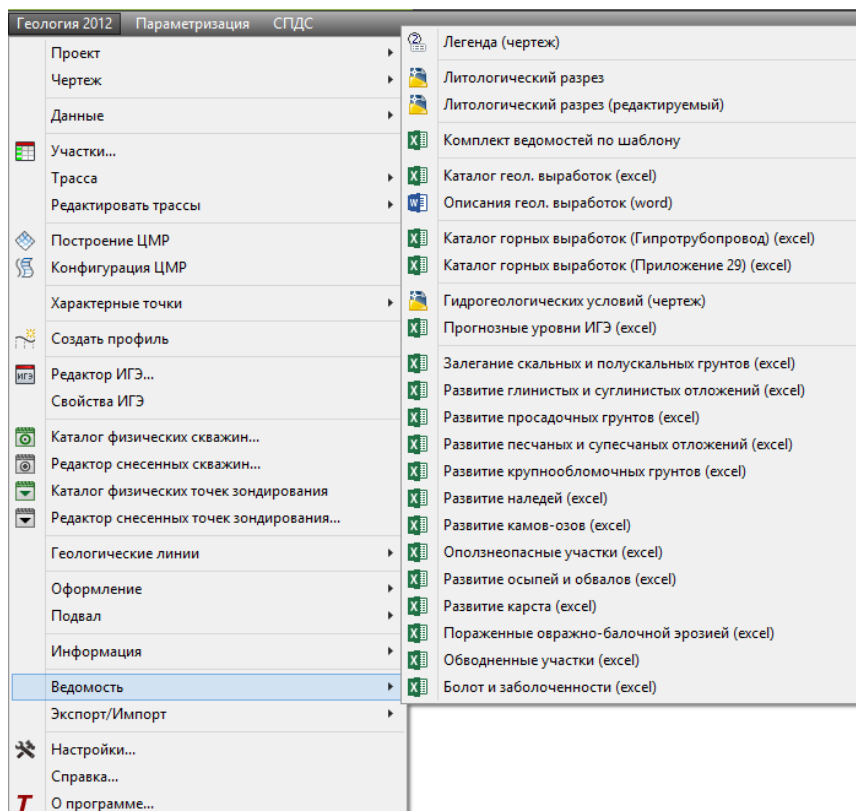 Геология 2012 Параметризация СПДС
Проект
Чертеж
Данные
Участки...
Трасса
Редактировать трассы
Построение ЦМР
Конфигурация ЦМР
Характерные точки
Создать профиль
ИГЭ Редактор ИГЭ...
Свойства ИГЭ
Каталог физических скважин...
Редактор снесенных скважин...
Каталог физических точек зондирования
Редактор снесенных точек зондирования...
Геологические линии
Оформление
Подвал
Информация
Ведомость
Экспорт/Импорт
Настройки...
Справка...
О программе...
Легенда (чертеж)
Литологический разрез
Литологический разрез (редактируемый)
Комплект ведомостей по шаблону
Каталог геол. выработок (excel)
Описания геол. выработок (word)
Каталог горных выработок (Гипротрубопровод) (excel)
Каталог горных выработок (Приложение 29) (excel)
Гидрогеологических условий (чертеж)
Прогнозные уровни ИГЭ (excel)
Залегание скальных и полускальных грунтов (excel)
Развитие глинистых и суглинистых отложений (excel)
Развитие просадочных грунтов (excel)
Развитие песчаных и супесчаных отложений (excel)
Развитие крупнообломочных грунтов (excel)
Развитие наледей (excel)
Развитие камов-озов (excel)
Оползнеопасные участки (excel)
Развитие осыпей и обвалов (excel)
Развитие карста (excel)
Пораженные овражно-балочной эрозией (excel)
Обводненные участки (excel)
Болот и заболоченности (excel)